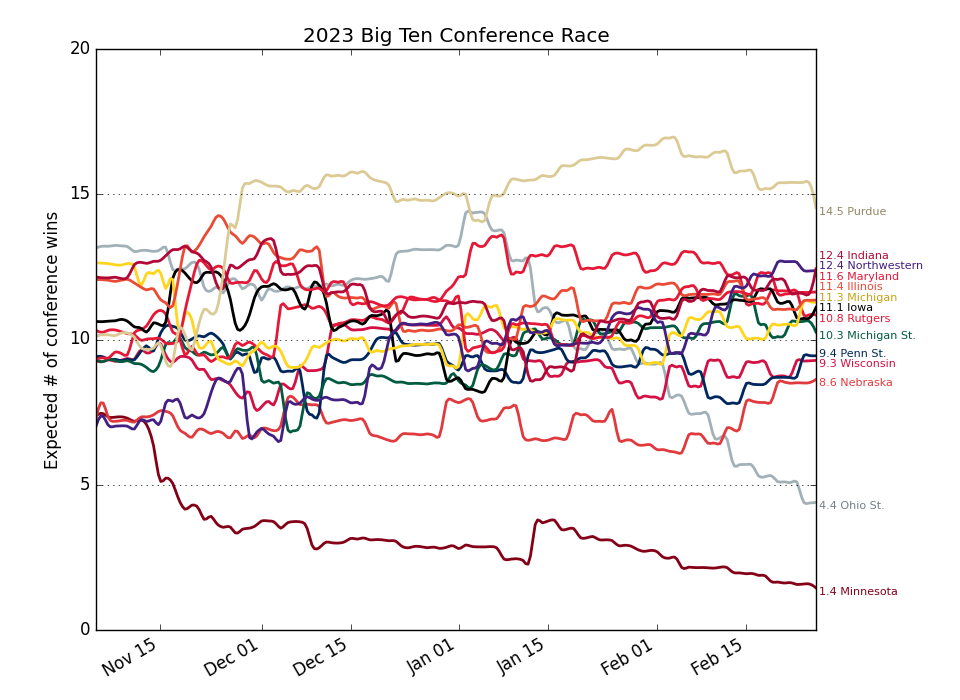 2023 Big Ten Conference Race
Expected # of conference wins
20
15
10
5
0
14.5 Purdue
12.4 Indiana
12.4 Northwestern
11.6 Maryland
11.4 Illinois
11.3 Michigan
11.1 Iowa
10.8 Rutgers
10.3 Michigan St.
9.4 Penn St.
9.3 Wisconsin
8.6 Nebraska
4.4 Ohio St.
1.4 Minnesota
Nov 15
Dec 01
Dec 15
Jan 01
Jan 15
Feb 01
Feb 15